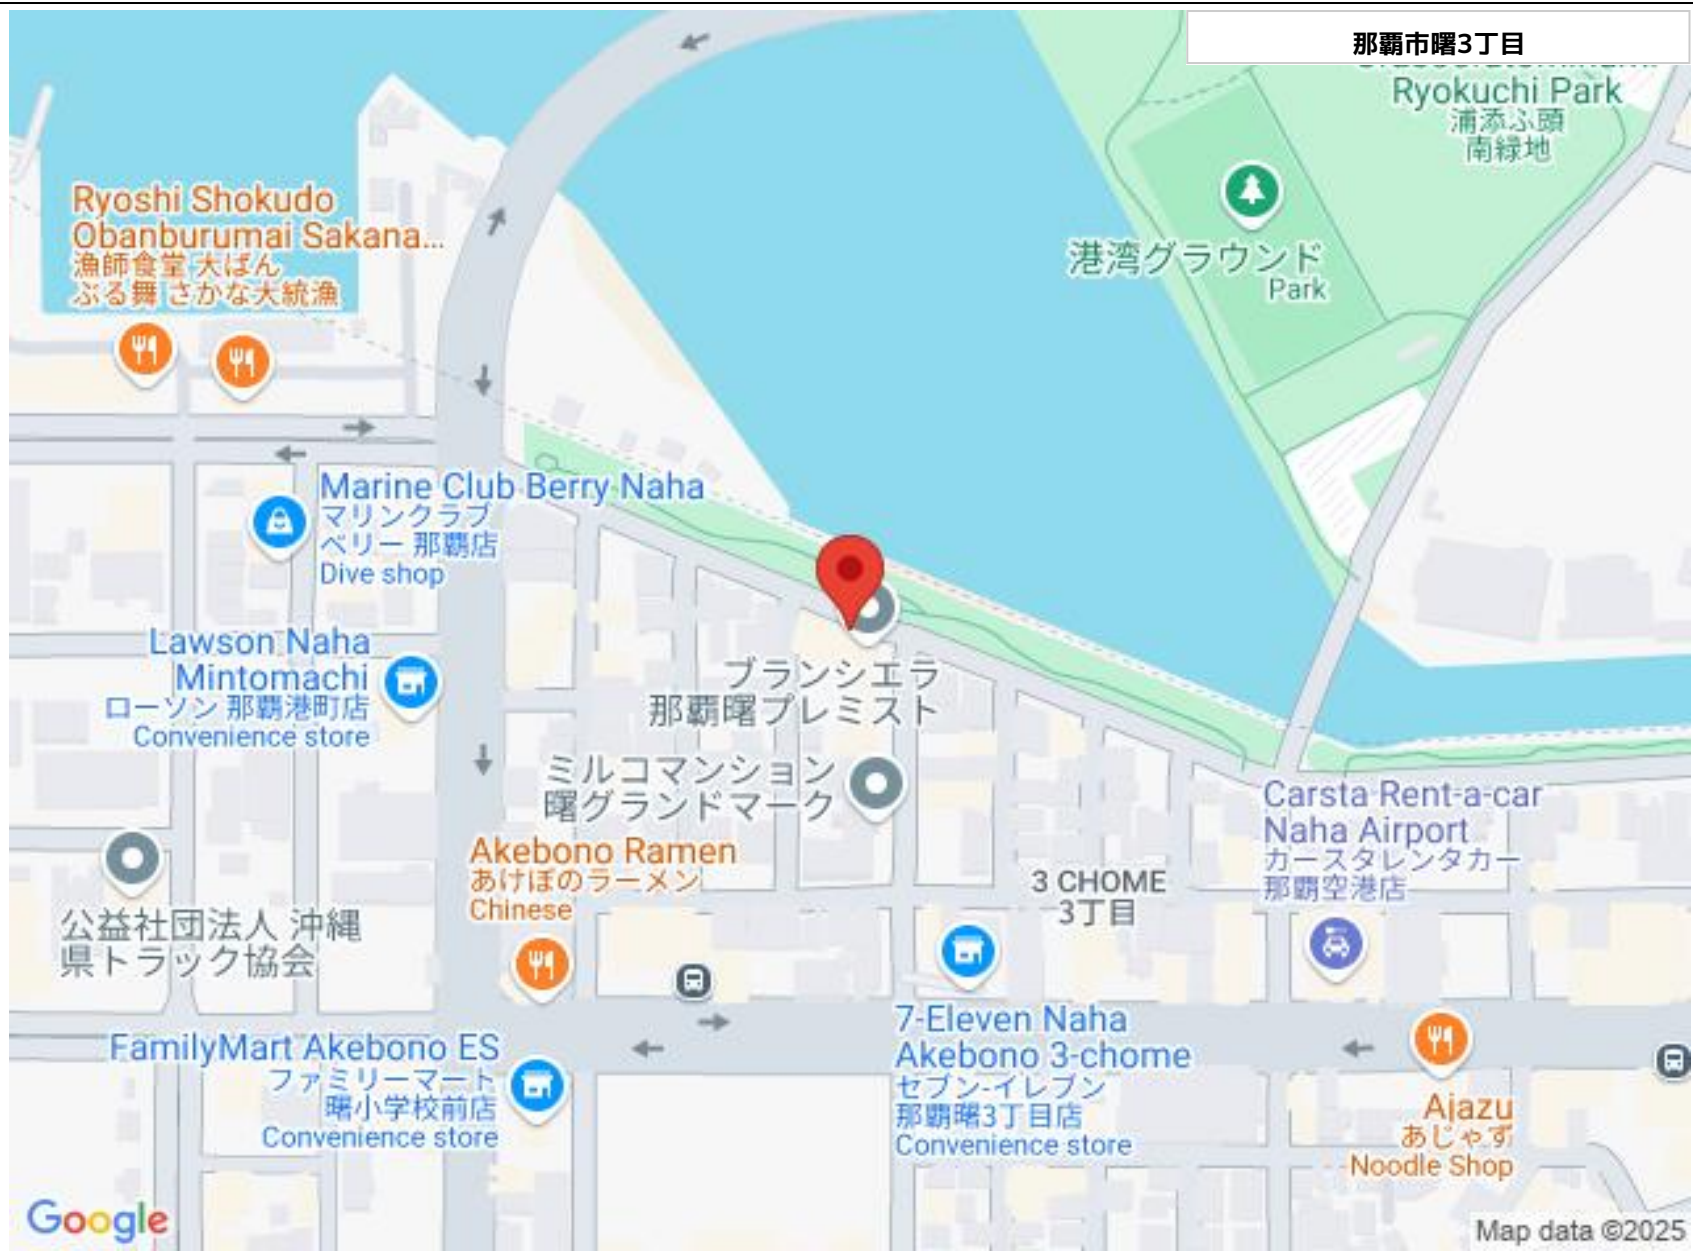 那覇市曙3丁目
Ryokuchi Park
浦添ふ頭
南緑地
Ryoshi Shokudo
Obanburumai Sakana...
漁師食堂 大ばん
ぶる舞 さかな大統漁
港湾グラウンド
Park
Marine Club Berry Naha
マリンクラブ
ベリー 那覇店
Dive shop
Lawson Naha
Mintomachi
ローソン 那覇港町店
Convenience store
ブランシエラ
那覇曙プレミスト
ミルコマンション
曙グランドマーク
Carsta Rent-a-car
Naha Airport
カースタレンタカー
那覇空港店
Akebono Ramen
あけぼのラーメン
Chinese
3 CHOME
3丁目
公益社団法人 沖縄
県トラック協会
7-Eleven Naha
Akebono 3-chome
セブン-イレブン
那覇曙3丁目店
Convenience store
FamilyMart Akebono ES
ファミリーマート
曙小学校前店
Convenience store
Ajazu
あじゃず
Noodle Shop
Google
Map data ©2025